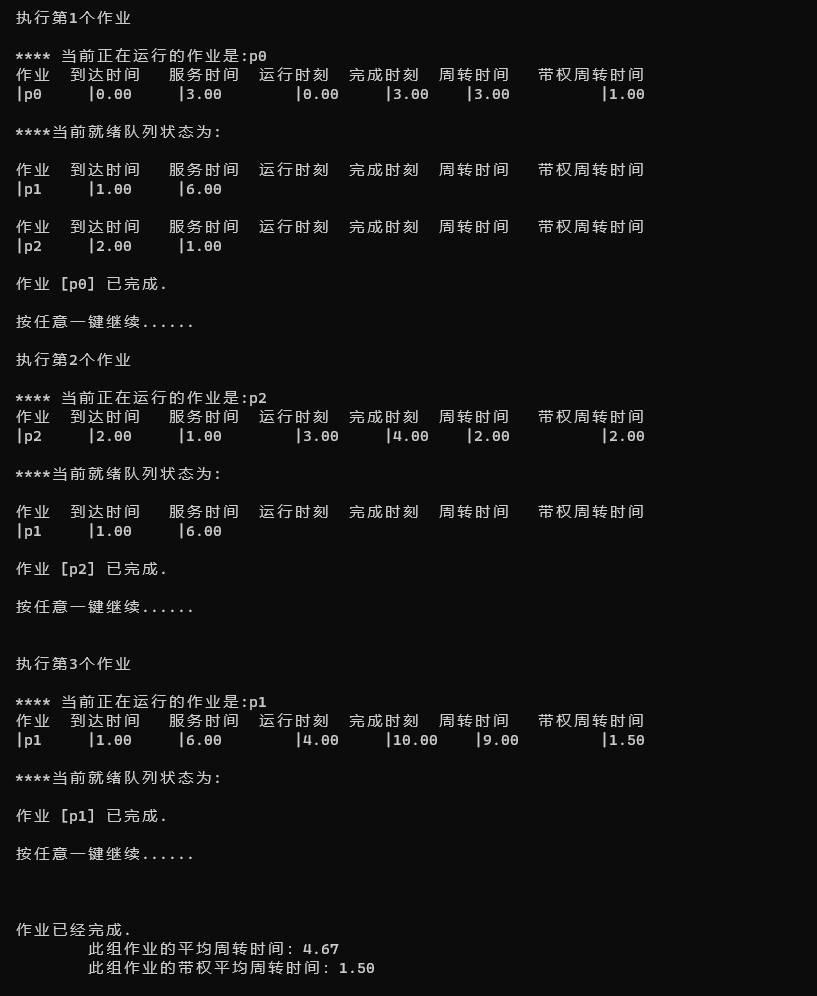 执行第1个作业
**** 当前正在运行的作业是:p0
作业 到达时间 服务时间 运行时刻 完成时刻 周转时间 带权周转时间
|p0 |0.00 |3.00 |0.00 |3.00 |3.00 |1.00
****当前就绪队列状态为:
作业 到达时间 服务时间 运行时刻 完成时刻 周转时间 带权周转时间
|p1 |1.00 |6.00
作业 到达时间 服务时间 运行时刻 完成时刻 周转时间 带权周转时间
|p2 |2.00 |1.00
作业 [p0] 已完成.
按任意一键继续......
执行第2个作业
**** 当前正在运行的作业是:p2
作业 到达时间 服务时间 运行时刻 完成时刻 周转时间 带权周转时间
|p2 |2.00 |1.00 |3.00 |4.00 |2.00 |2.00
****当前就绪队列状态为:
作业 到达时间 服务时间 运行时刻 完成时刻 周转时间 带权周转时间
|p1 |1.00 |6.00
作业 [p2] 已完成.
按任意一键继续......
执行第3个作业
**** 当前正在运行的作业是:p1
作业 到达时间 服务时间 运行时刻 完成时刻 周转时间 带权周转时间
|p1 |1.00 |6.00 |4.00 |10.00 |9.00 |1.50
****当前就绪队列状态为:
作业 [p1] 已完成.
按任意一键继续......
作业已经完成.
此组作业的平均周转时间: 4.67
此组作业的带权平均周转时间: 1.50